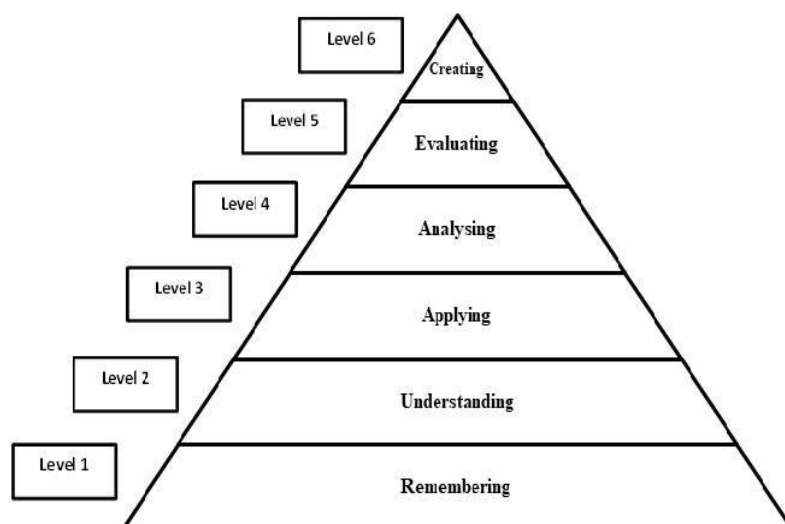 Level 6
Creating
Level 5
Evaluating
Level 4
Analysing
Level 3
Applying
Level 2
Understanding
Level 1
Remembering